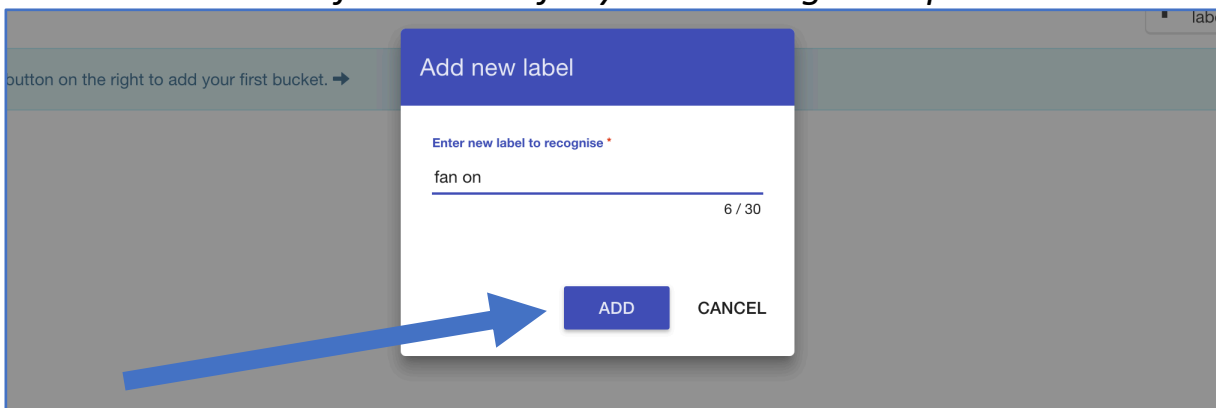 label
Add new label
button on the right to add your first bucket. ➔
Enter new label to recognise *
fan on
6 / 30
ADD CANCEL